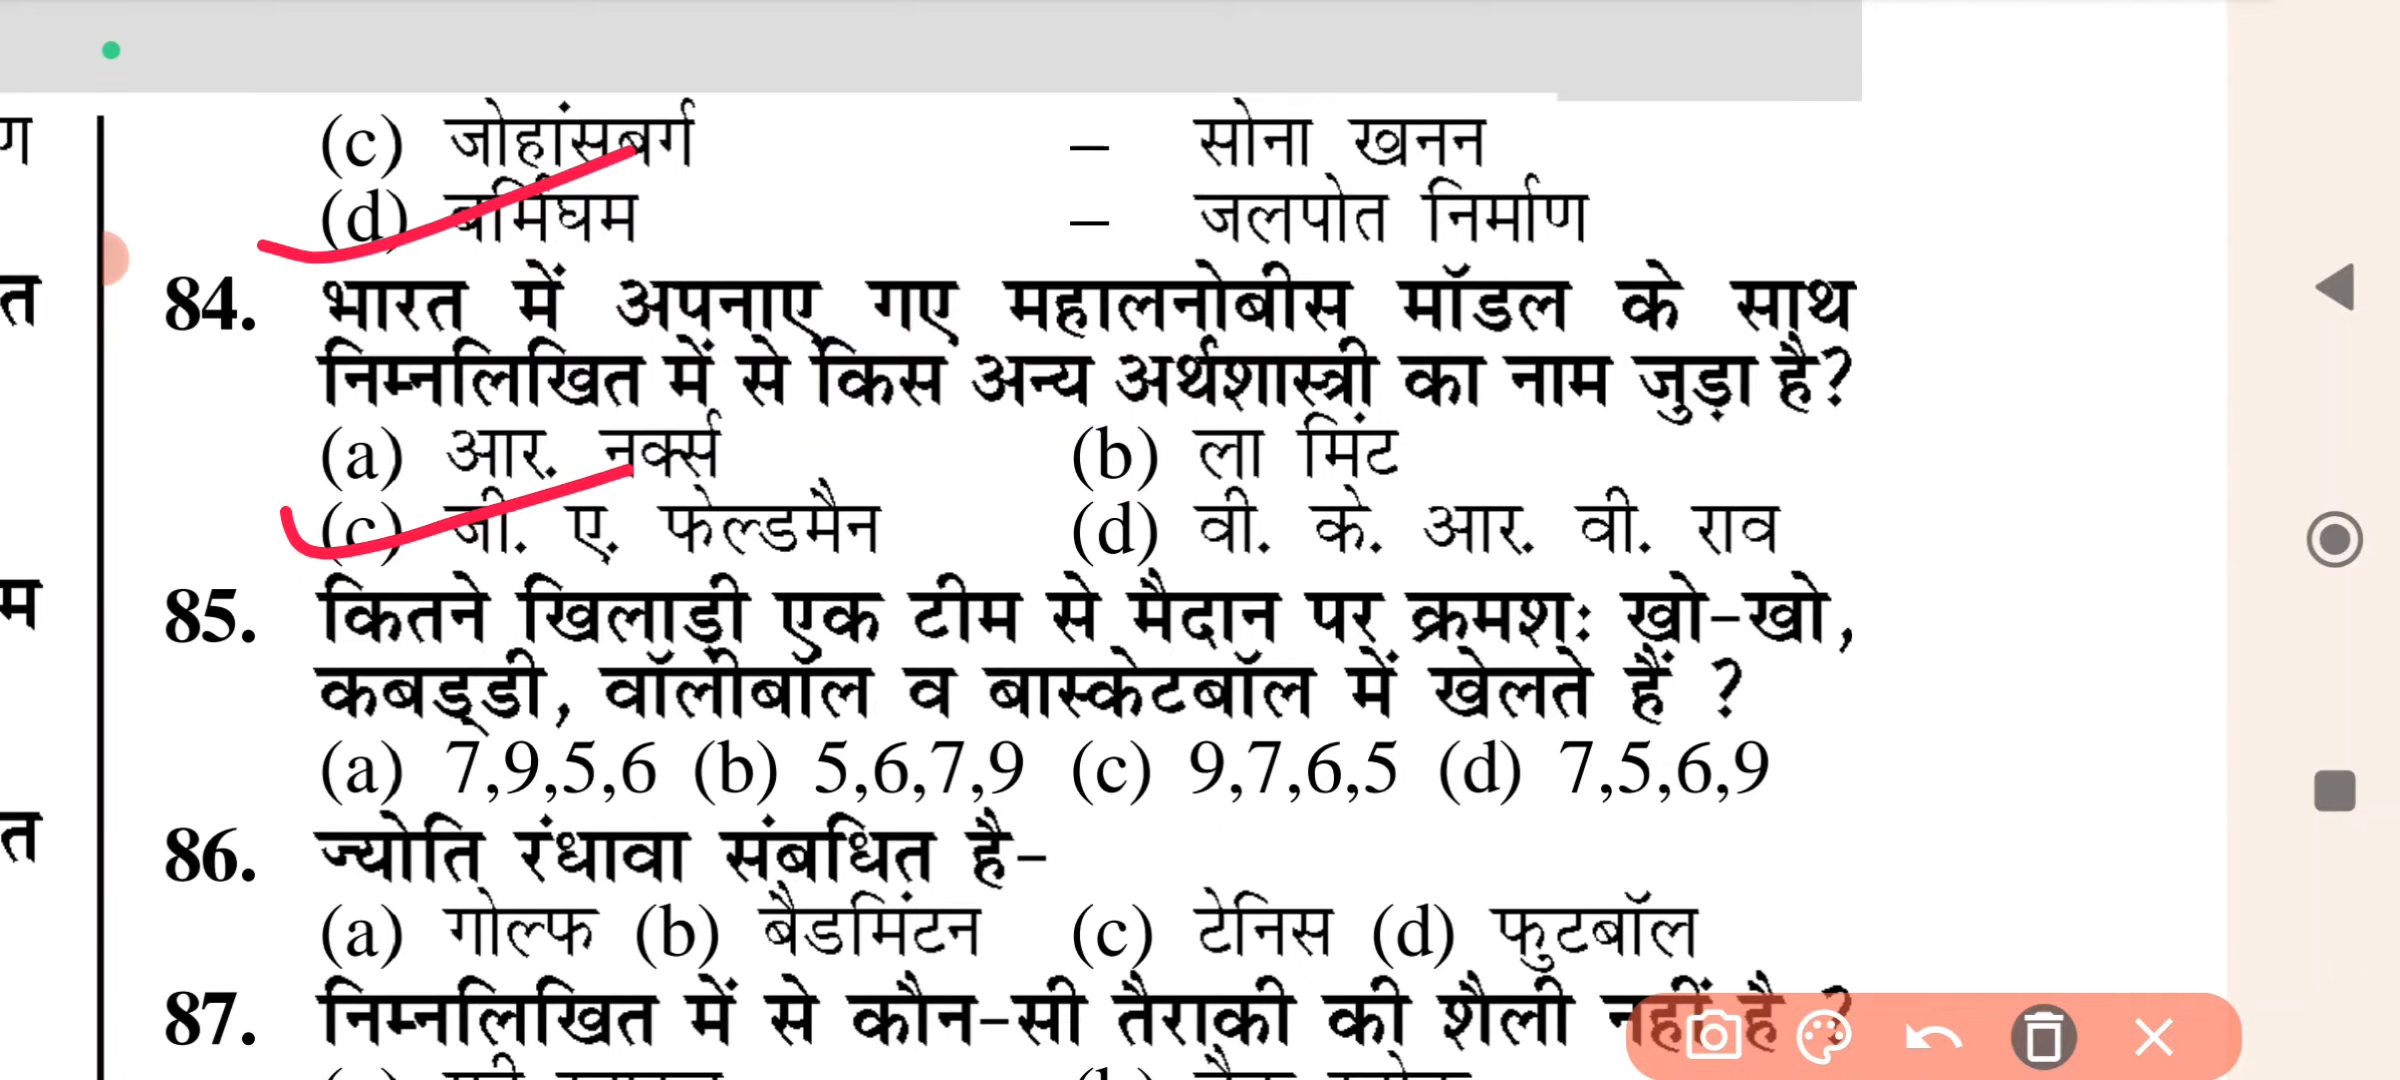 ण
(c) जोहांसबर्ग – सोना खनन
(d) बर्मिंघम – जलपोत निर्माण
त
84. भारत में अपनाए गए महालनोबीस मॉडल के साथ
निम्नलिखित में से किस अन्य अर्थशास्त्री का नाम जुड़ा है?
(a) आर. नर्क्स (b) ला मिंट
(c) जी. ए. फेल्डमैन (d) वी. के. आर. वी. राव
म
85. कितने खिलाड़ी एक टीम से मैदान पर क्रमशः खो-खो,
कबड्डी, वॉलीबॉल व बास्केटबॉल में खेलते हैं ?
(a) 7,9,5,6 (b) 5,6,7,9 (c) 9,7,6,5 (d) 7,5,6,9
त
86. ज्योति रंधावा संबधित है-
(a) गोल्फ (b) बैडमिंटन (c) टेनिस (d) फुटबॉल
87. निम्नलिखित में से कौन-सी तैराकी की शैली नहीं है ?